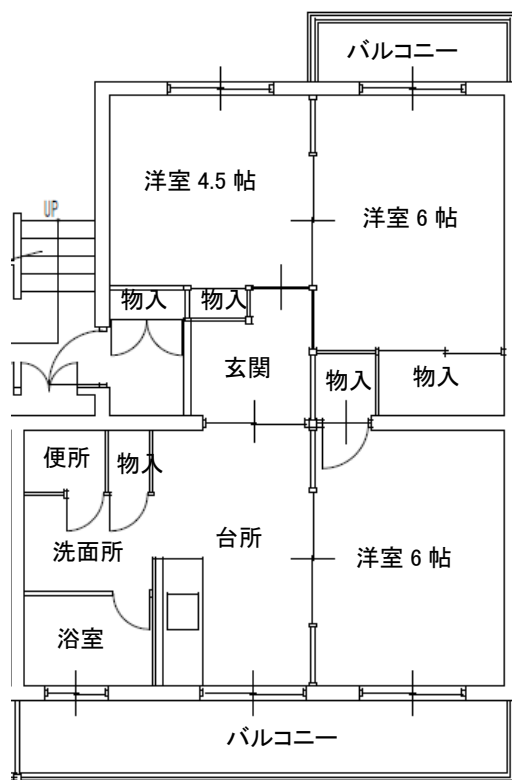 バルコニー
洋室 4.5 帖
洋室 6 帖
UP
物入
物入
玄関
物入
物入
便所
物入
洗面所
台所
洋室 6 帖
浴室
バルコニー